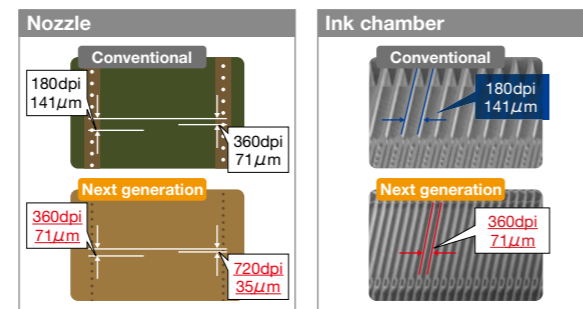 Nozzle
Conventional
180dpi
141μm
360dpi
71μm
Next generation
360dpi
71μm
720dpi
35μm
Ink chamber
Conventional
180dpi
141μm
Next generation
360dpi
71μm